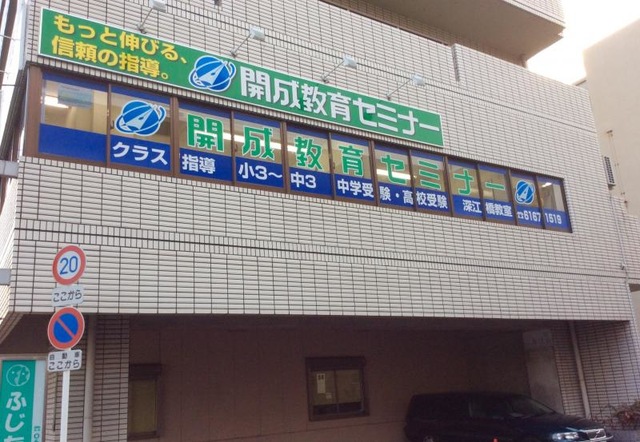 もっと伸びる、
信頼の指導。
開成教育セミナー
開成教育セミナー
クラス指導 小3～中3 中学受験・高校受験 深江橋教室 ☎6167 1519
20
ここから
自動車
ここから
ふじ